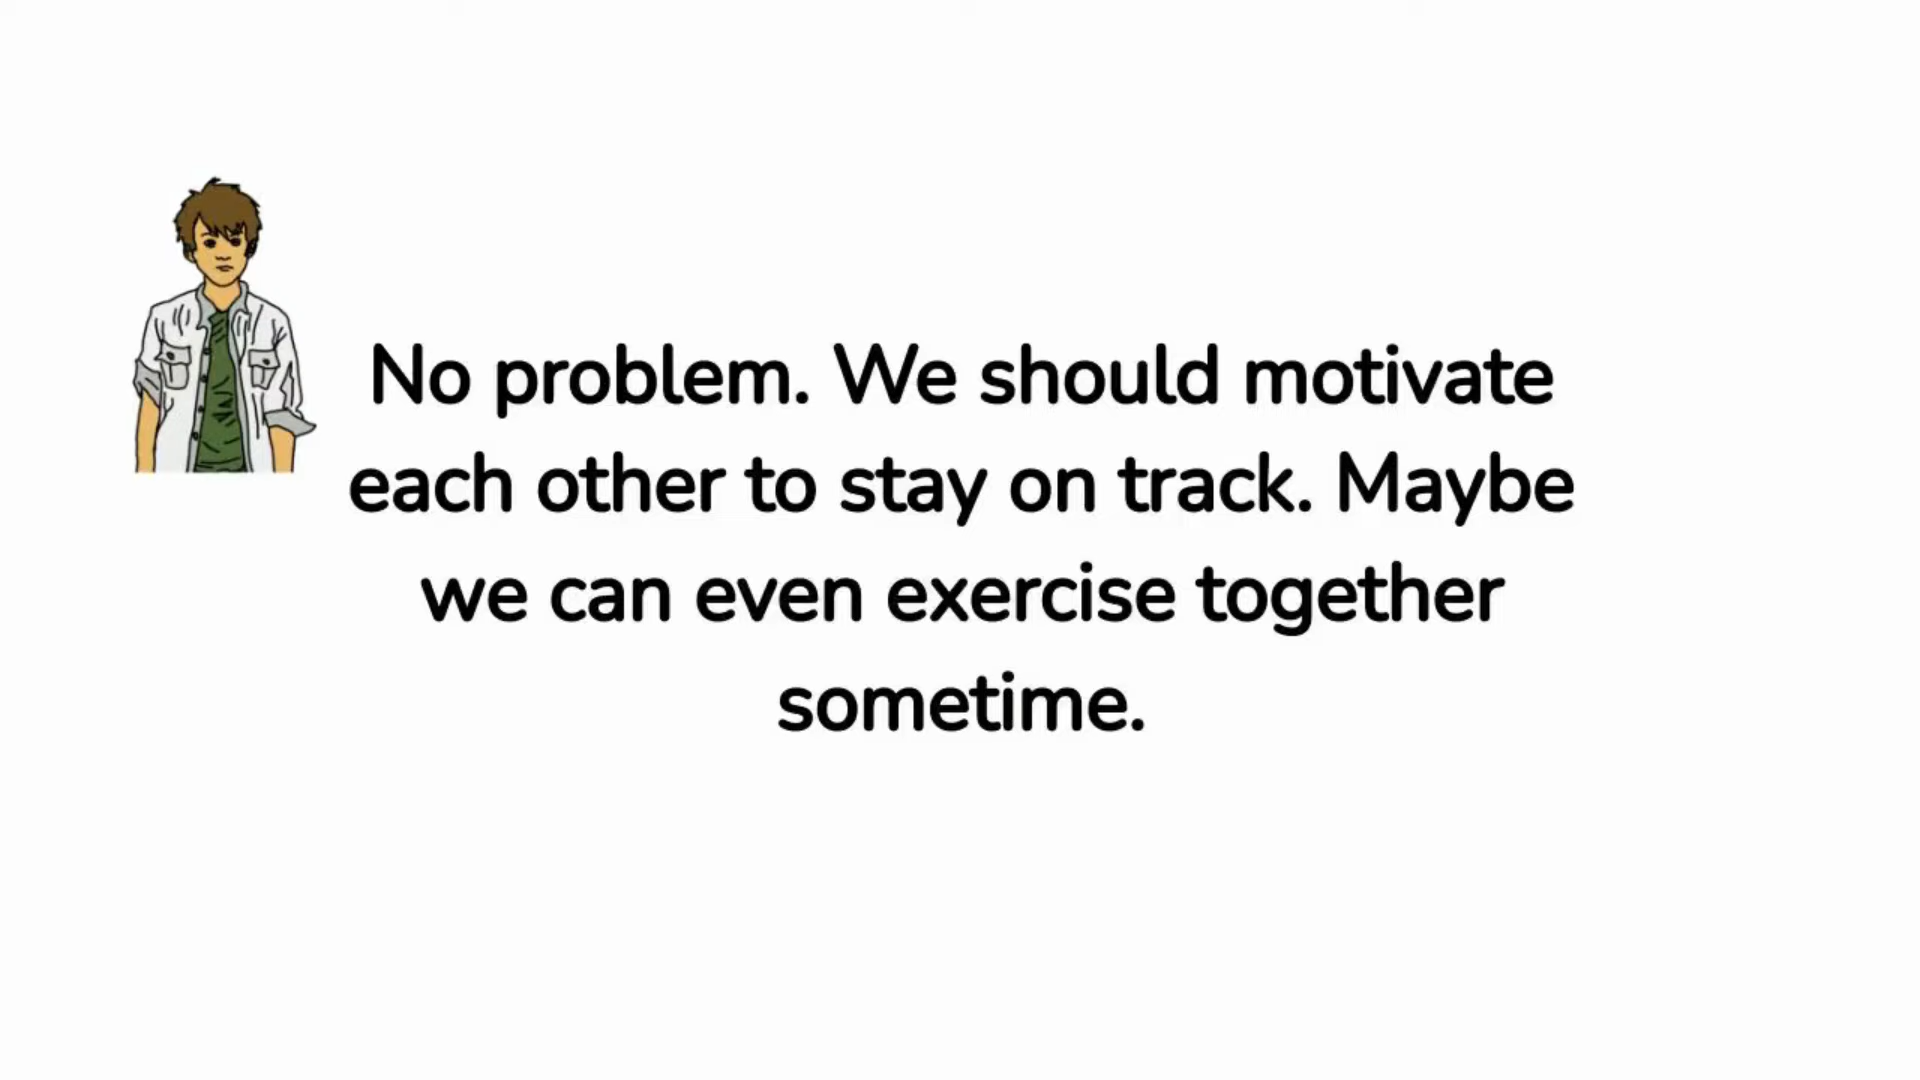 No problem. We should motivate
each other to stay on track. Maybe
we can even exercise together
sometime.